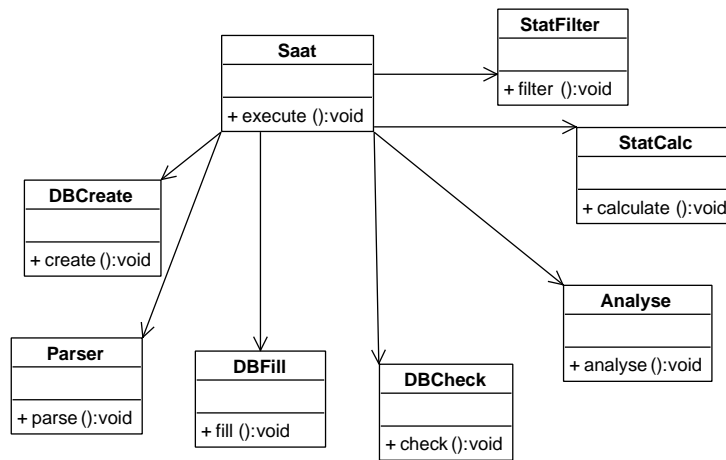 StatFilter
+ filter ():void
Saat
+ execute ():void
StatCalc
+ calculate ():void
DBCreate
+ create ():void
Analyse
+ analyse ():void
Parser
+ parse ():void
DBFill
+ fill ():void
DBCheck
+ check ():void